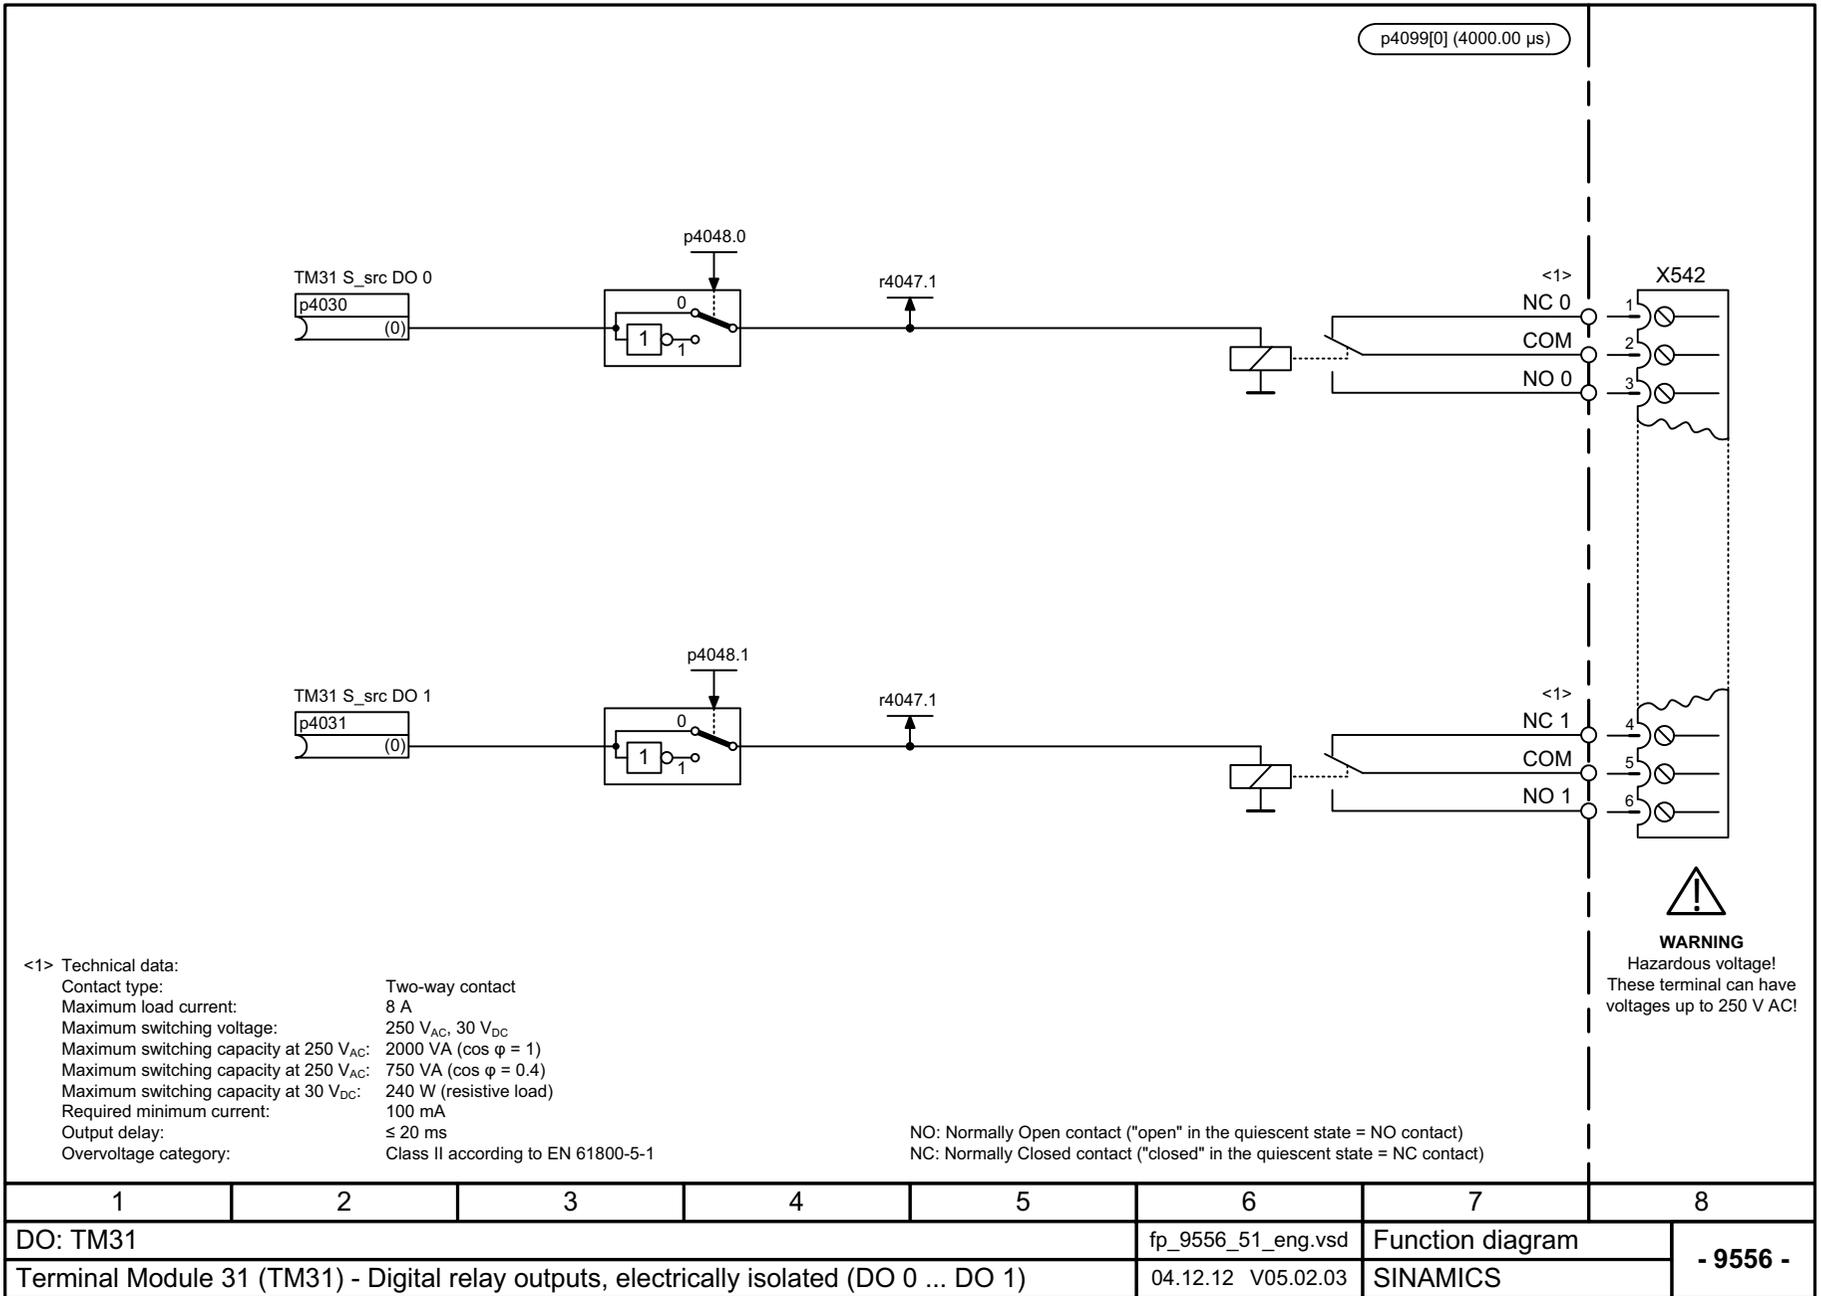 p4099[0] (4000.00 µs)
p4048.0
TM31 S_src DO 0
p4030
(0)
0
1
1
r4047.1
<1>
NC 0
COM
NO 0
X542
1
2
3
p4048.1
TM31 S_src DO 1
p4031
(0)
0
1
1
r4047.1
<1>
NC 1
COM
NO 1
4
5
6
WARNING
Hazardous voltage!
These terminal can have
voltages up to 250 V AC!
<1> Technical data:
Contact type: Two-way contact
Maximum load current: 8 A
Maximum switching voltage: 250 VAC, 30 VDC
Maximum switching capacity at 250 VAC: 2000 VA (cos φ = 1)
Maximum switching capacity at 250 VAC: 750 VA (cos φ = 0.4)
Maximum switching capacity at 30 VDC: 240 W (resistive load)
Required minimum current: 100 mA
Output delay: ≤ 20 ms
Overvoltage category: Class II according to EN 61800-5-1
NO: Normally Open contact ("open" in the quiescent state = NO contact)
NC: Normally Closed contact ("closed" in the quiescent state = NC contact)
1 2 3 4 5 6 7 8
DO: TM31
fp_9556_51_eng.vsd
Function diagram
- 9556 -
Terminal Module 31 (TM31) - Digital relay outputs, electrically isolated (DO 0 ... DO 1)
04.12.12 V05.02.03
SINAMICS